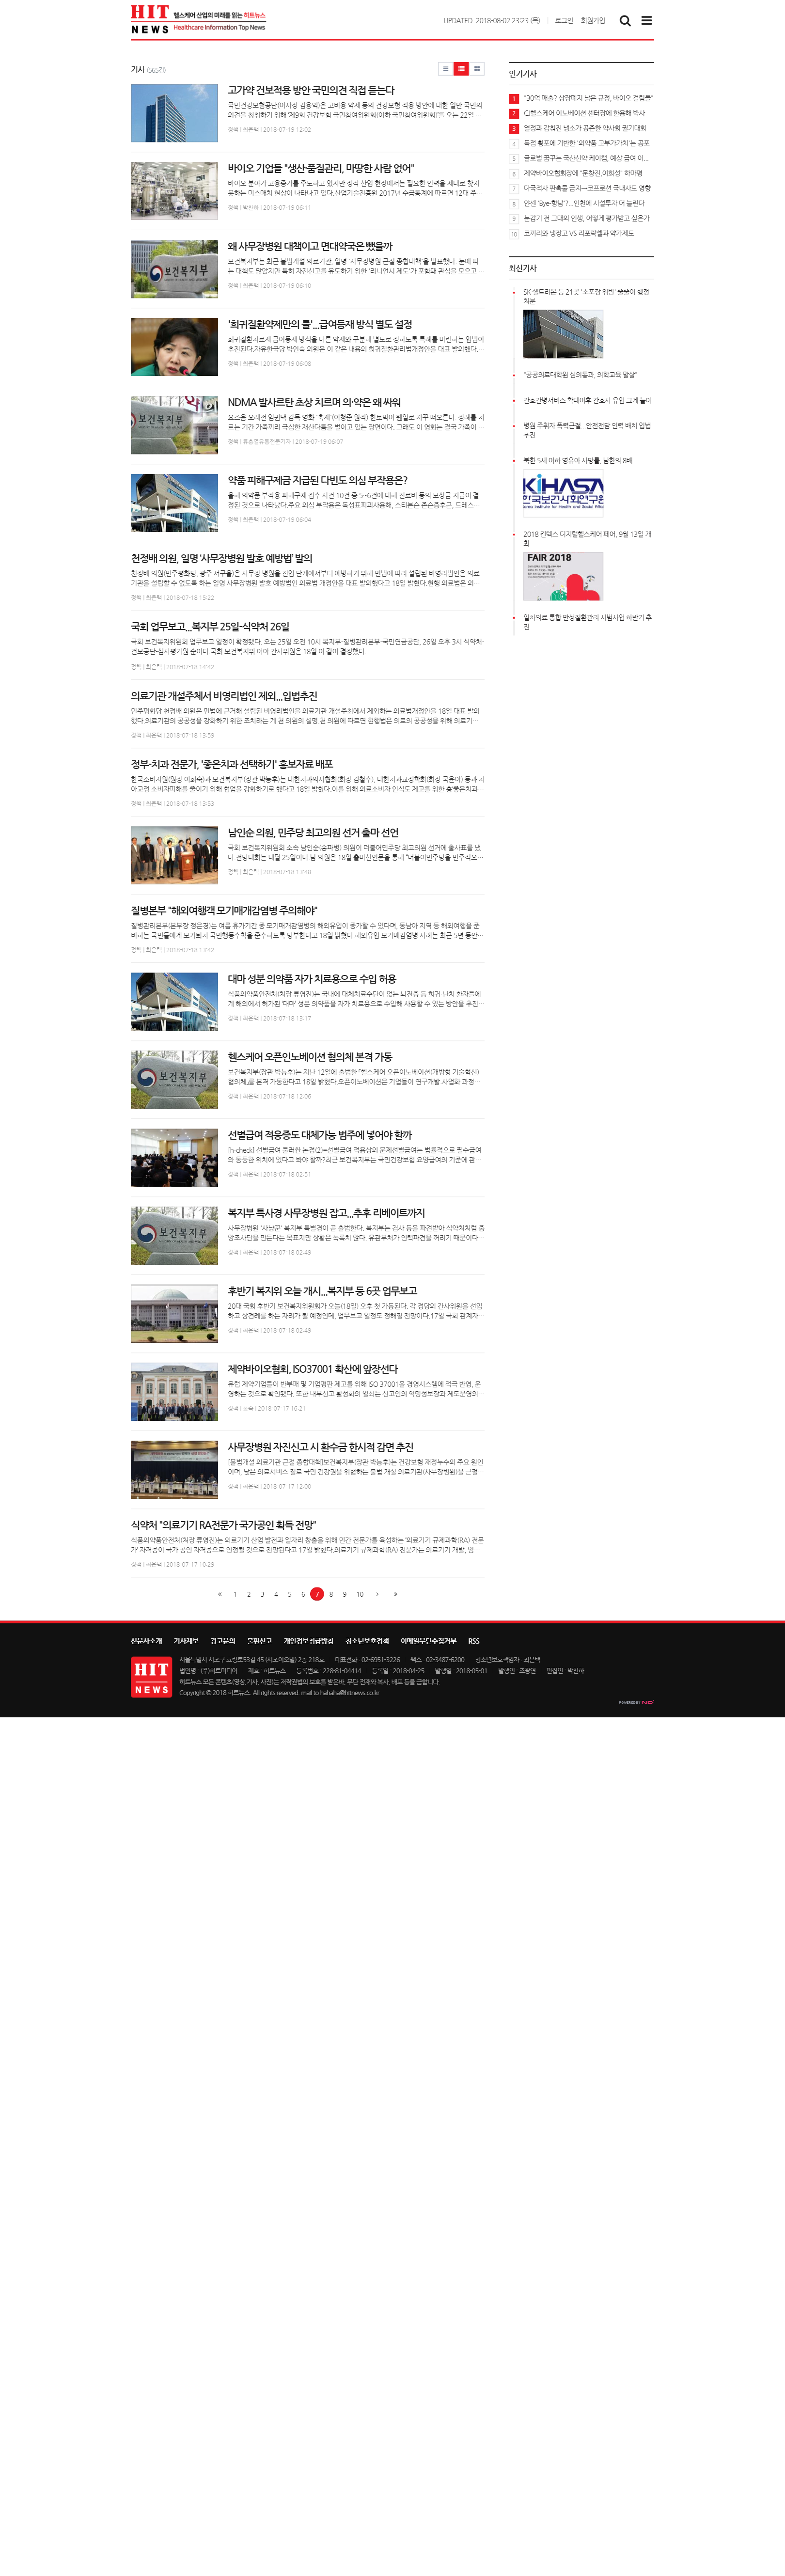 HIT NEWS
헬스케어 산업의 미래를 읽는 히트뉴스
Healthcare Information Top News
UPDATED. 2018-08-02 23:23 (목)
로그인
회원가입
기사 (565건)
고가약 건보적용 방안 국민의견 직접 듣는다
국민건강보험공단(이사장 김용익)은 고비용 약제 등의 건강보험 적용 방안에 대한 일반 국민의
의견을 청취하기 위해 '제9회 건강보험 국민참여위원회(이하 국민참여위원회)'를 오는 22일 ...
정책 | 최은택 | 2018-07-19 12:02
바이오 기업들 "생산·품질관리, 마땅한 사람 없어"
바이오 분야가 고용증가를 주도하고 있지만 정작 산업 현장에서는 필요한 인력을 제대로 찾지
못하는 미스매치 현상이 나타나고 있다.산업기술진흥원 2017년 수급통계에 따르면 12대 주...
정책 | 박찬하 | 2018-07-19 06:11
왜 사무장병원 대책이고 면대약국은 뺐을까
보건복지부는 최근 불법개설 의료기관, 일명 '사무장병원 근절 종합대책'을 발표했다. 눈에 띄
는 대책도 많았지만 특히 자진신고를 유도하기 위한 '리니언시 제도'가 포함돼 관심을 모으고 ...
정책 | 최은택 | 2018-07-19 06:10
'희귀질환약제만의 룰'...급여등재 방식 별도 설정
희귀질환치료제 급여등재 방식을 다른 약제와 구분해 별도로 정하도록 특례를 마련하는 입법이
추진된다.자유한국당 박인숙 의원은 이 같은 내용의 희귀질환관리법개정안을 대표 발의했다....
정책 | 최은택 | 2018-07-19 06:08
NDMA 발사르탄 초상 치르며 의·약은 왜 싸워
요즈음 오래전 임권택 감독 영화 '축제'(이청준 원작) 한토막이 웬일로 자꾸 떠오른다. 장례를 치
르는 기간 가족끼리 극심한 재산다툼을 벌이고 있는 장면이다. 그래도 이 영화는 결국 가족이 ...
정책 | 류충열유통전문기자 | 2018-07-19 06:07
약품 피해구제금 지급된 다빈도 의심 부작용은?
올해 의약품 부작용 피해구제 접수 사건 10건 중 5~6건에 대해 진료비 등의 보상금 지급이 결
정된 것으로 나타났다.주요 의심 부작용은 독성표피괴사용해, 스티븐슨 존슨증후군, 드레스...
정책 | 최은택 | 2018-07-19 06:04
천정배 의원, 일명 '사무장병원 발호 예방법' 발의
천정배 의원(민주평화당, 광주 서구을)은 사무장 병원을 진입 단계에서부터 예방하기 위해 민법에 따라 설립된 비영리법인은 의료
기관을 설립할 수 없도록 하는 일명 사무장병원 발호 예방법인 의료법 개정안을 대표 발의했다고 18일 밝혔다.현행 의료법은 의...
정책 | 최은택 | 2018-07-18 15:22
국회 업무보고...복지부 25일-식약처 26일
국회 보건복지위원회 업무보고 일정이 확정됐다. 오는 25일 오전 10시 복지부-질병관리본부-국민연금공단, 26일 오후 3시 식약처-
건보공단-심사평가원 순이다.국회 보건복지위 여야 간사위원은 18일 이 같이 결정했다.
정책 | 최은택 | 2018-07-18 14:42
의료기관 개설주체서 비영리법인 제외...입법추진
민주평화당 천정배 의원은 민법에 근거해 설립된 비영리법인을 의료기관 개설주회에서 제외하는 의료법개정안을 18일 대표 발의
했다.의료기관의 공공성을 강화하기 위한 조치라는 게 천 의원의 설명.천 의원에 따르면 현행법은 의료의 공공성을 위해 의료기...
정책 | 최은택 | 2018-07-18 13:59
정부-치과 전문가, '좋은치과 선택하기' 홍보자료 배포
한국소비자원(원장 이희숙)과 보건복지부(장관 박능후)는 대한치과의사협회(회장 김철수), 대한치과교정학회(회장 국윤아) 등과 치
아교정 소비자피해를 줄이기 위해 협업을 강화하기로 했다고 18일 밝혔다.이를 위해 의료소비자 인식도 제고를 위한 홍'좋은치과...
정책 | 최은택 | 2018-07-18 13:53
남인순 의원, 민주당 최고의원 선거 출마 선언
국회 보건복지위원회 소속 남인순(송파병) 의원이 더불어민주당 최고의원 선거에 출사표를 냈
다.전당대회는 내달 25일이다.남 의원은 18일 출마선언문을 통해 "더불어민주당을 민주적으...
정책 | 최은택 | 2018-07-18 13:48
질병본부 "해외여행객 모기매개감염병 주의해야"
질병관리본부(본부장 정은경)는 여름 휴가기간 중 모기매개감염병의 해외유입이 증가할 수 있다며, 동남아 지역 등 해외여행을 준
비하는 국민들에게 모기퇴치 국민행동수칙을 준수하도록 당부한다고 18일 밝혔다.해외유입 모기매개감염병 사례는 최근 5년 동안...
정책 | 최은택 | 2018-07-18 13:42
대마 성분 의약품 자가 치료용으로 수입 허용
식품의약품안전처(처장 류영진)는 국내에 대체치료수단이 없는 뇌전증 등 희귀·난치 환자들에
게 해외에서 허가된 '대마' 성분 의약품을 자가 치료용으로 수입해 사용할 수 있는 방안을 추진...
정책 | 최은택 | 2018-07-18 13:17
헬스케어 오픈이노베이션 협의체 본격 가동
보건복지부(장관 박능후)는 지난 12일에 출범한 「헬스케어 오픈이노베이션(개방형 기술혁신)
협의체」를 본격 가동한다고 18일 밝혔다.오픈이노베이션은 기업들이 연구개발·사업화 과정...
정책 | 최은택 | 2018-07-18 12:06
선별급여 적응증도 대체가능 범주에 넣어야 할까
[h-check] 선별급여 둘러싼 논점(2)=선별급여 적용상의 문제선별급여는 법률적으로 필수급여
와 동등한 위치에 있다고 봐야 할까?최근 보건복지부는 국민건강보험 요양급여의 기준에 관...
정책 | 최은택 | 2018-07-18 02:51
복지부 특사경 사무장병원 잡고...추후 리베이트까지
사무장병원 '사냥꾼' 복지부 특별경이 곧 출범한다. 복지부는 검사 등을 파견받아 식약처처럼 중
앙조사단을 만든다는 목표지만 상황은 녹록치 않다. 유관부처가 인력파견을 꺼리기 때문이다...
정책 | 최은택 | 2018-07-18 02:49
후반기 복지위 오늘 개시...복지부 등 6곳 업무보고
20대 국회 후반기 보건복지위원회가 오늘(18일) 오후 첫 가동된다. 각 정당의 간사위원을 선임
하고 상견례를 하는 자리가 될 예정인데, 업무보고 일정도 정해질 전망이다.17일 국회 관계자...
정책 | 최은택 | 2018-07-18 02:49
제약바이오협회, ISO37001 확산에 앞장선다
유럽 제약기업들이 반부패 및 기업평판 제고를 위해 ISO 37001을 경영시스템에 적극 반영, 운
영하는 것으로 확인됐다. 또한 내부신고 활성화의 열쇠는 신고인의 익명성보장과 제도운영의...
정책 | 홍숙 | 2018-07-17 16:21
사무장병원 자진신고 시 환수금 한시적 감면 추진
[불법개설 의료기관 근절 종합대책]보건복지부(장관 박능후)는 건강보험 재정누수의 주요 원인
이며, 낮은 의료서비스 질로 국민 건강권을 위협하는 불법 개설 의료기관(사무장병원)을 근절...
정책 | 최은택 | 2018-07-17 12:00
식약처 "의료기기 RA전문가 국가공인 획득 전망"
식품의약품안전처(처장 류영진)는 의료기기 산업 발전과 일자리 창출을 위해 민간 전문가를 육성하는 '의료기기 규제과학(RA) 전문
가' 자격증이 국가 공인 자격증으로 인정될 것으로 전망된다고 17일 밝혔다.의료기기 규제과학(RA) 전문가는 의료기기 개발, 임...
정책 | 최은택 | 2018-07-17 10:29
« 1 2 3 4 5 6 7 8 9 10 › »
인기기사
1 "30억 매출? 상장폐지 낡은 규정, 바이오 걸림돌"
2 CJ헬스케어 이노베이션 센터장에 한용해 박사
3 열정과 감춰진 냉소가 공존한 약사회 궐기대회
4 독점 횡포에 기반한 '의약품 고부가가치'는 공포
5 글로벌 꿈꾸는 국산신약 케이캡, 예상 급여 이...
6 제약바이오협회장에 "문창진,이희성" 하마평
7 다국적사 판촉물 금지—코프로션 국내사도 영향
8 얀센 'Bye-향남'?...인천에 시설투자 더 늘린다
9 눈감기 전 그대의 인생, 어떻게 평가받고 싶은가
10 코끼리와 냉장고 VS 리포락셀과 약가제도
최신기사
SK·셀트리온 등 21곳 '소포장 위반' 줄줄이 행정
처분
"공공의료대학원 심의통과, 의학교육 말살"
간호간병서비스 확대이후 간호사 유입 크게 늘어
병원 주취자 폭력근절...안전전담 인력 배치 입법
추진
북한 5세 이하 영유아 사망률, 남한의 8배
KIHASA
한국보건사회연구원
2018 킨텍스 디지털헬스케어 페어, 9월 13일 개
최
FAIR 2018
일차의료 통합 만성질환관리 시범사업 하반기 추
진
신문사소개
기사제보
광고문의
불편신고
개인정보취급방침
청소년보호정책
이메일무단수집거부
RSS
HIT NEWS
서울특별시 서초구 효령로53길 45 (서초이오빌) 2층 218호
대표전화 : 02-6951-3226
팩스 : 02-3487-6200
청소년보호책임자 : 최은택
법인명 : (주)히트미디어
제호 : 히트뉴스
등록번호 : 228-81-04414
등록일 : 2018-04-25
발행일 : 2018-05-01
발행인 : 조광연
편집인 : 박찬하
히트뉴스 모든 콘텐츠(영상,기사, 사진)는 저작권법의 보호를 받은바, 무단 전재와 복사, 배포 등을 금합니다.
Copyright © 2018 히트뉴스. All rights reserved. mail to hahaha@hitnews.co.kr
POWERED BY ND